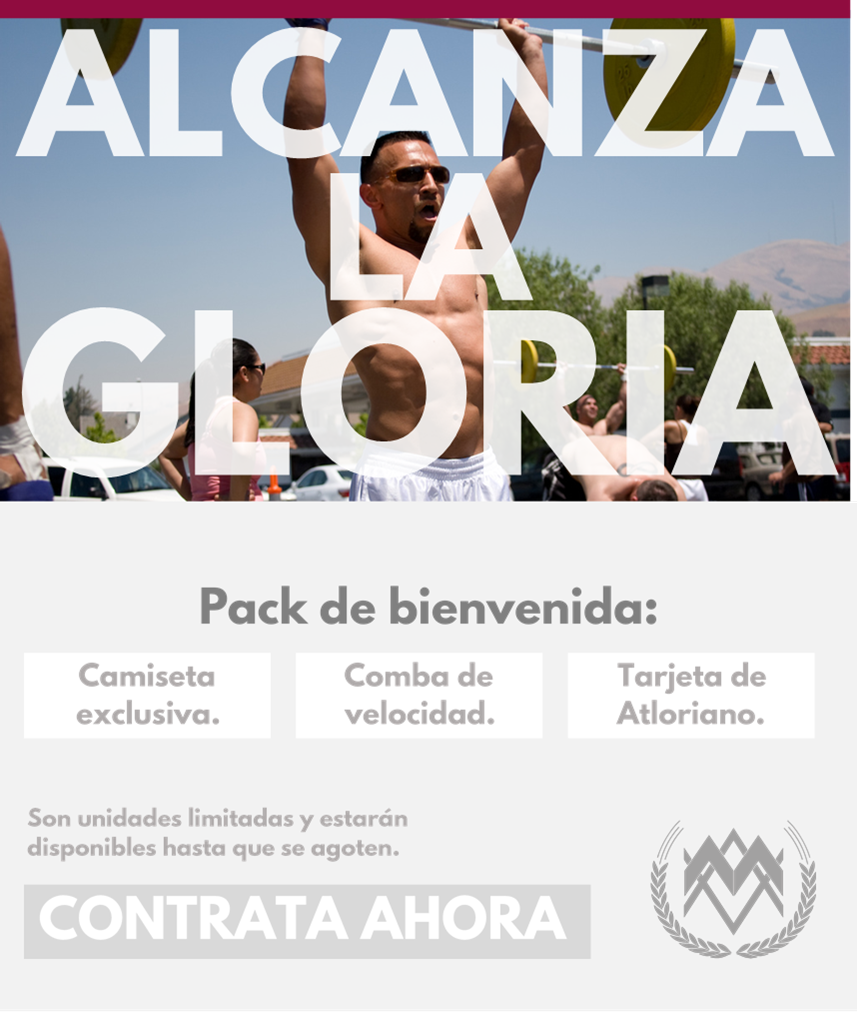 ALCANZA
LA
GLORIA
Pack de bienvenida:
Camiseta
exclusiva.
Comba de
velocidad.
Tarjeta de
Atloriano.
Son unidades limitadas y estarán
disponibles hasta que se agoten.
CONTRATA AHORA